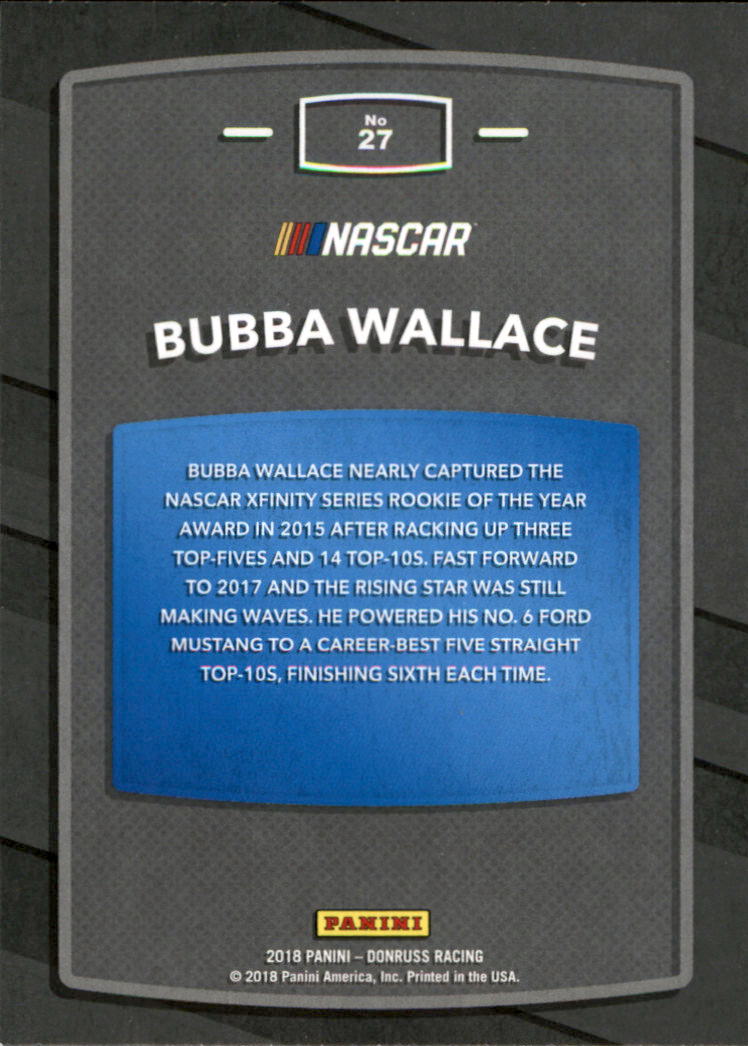 No
27
NASCAR
BUBBA WALLACE
BUBBA WALLACE NEARLY CAPTURED THE
NASCAR XFINITY SERIES ROOKIE OF THE YEAR
AWARD IN 2015 AFTER RACKING UP THREE
TOP-FIVES AND 14 TOP-10S. FAST FORWARD
TO 2017 AND THE RISING STAR WAS STILL
MAKING WAVES. HE POWERED HIS NO. 6 FORD
MUSTANG TO A CAREER-BEST FIVE STRAIGHT
TOP-10S, FINISHING SIXTH EACH TIME.
PANINI
2018 PANINI – DONRUSS RACING
© 2018 Panini America, Inc. Printed in the USA.